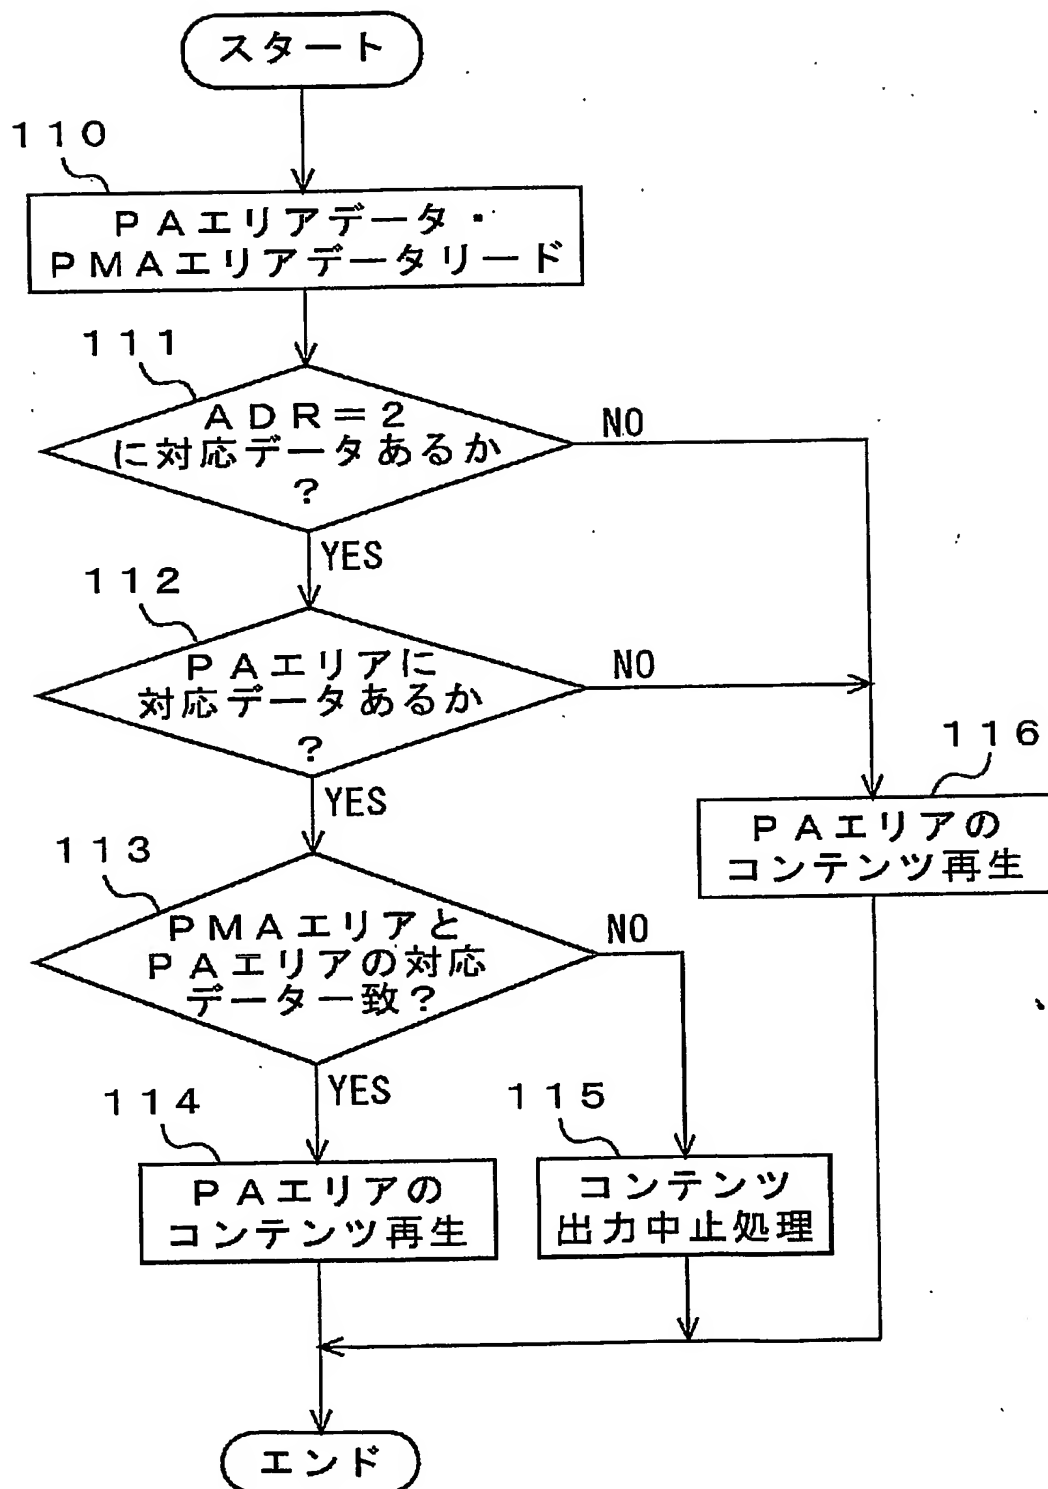 スタート
110
PAエリアデータ・
PMAエリアデータリード
111
ADR=2
に対応データあるか
?
NO
YES
112
PAエリアに
対応データあるか
?
NO
YES
116
PAエリアの
コンテンツ再生
113
PMAエリアと
PAエリアの対応
データ一致?
NO
YES
114
PAエリアの
コンテンツ再生
115
コンテンツ
出力中止処理
エンド